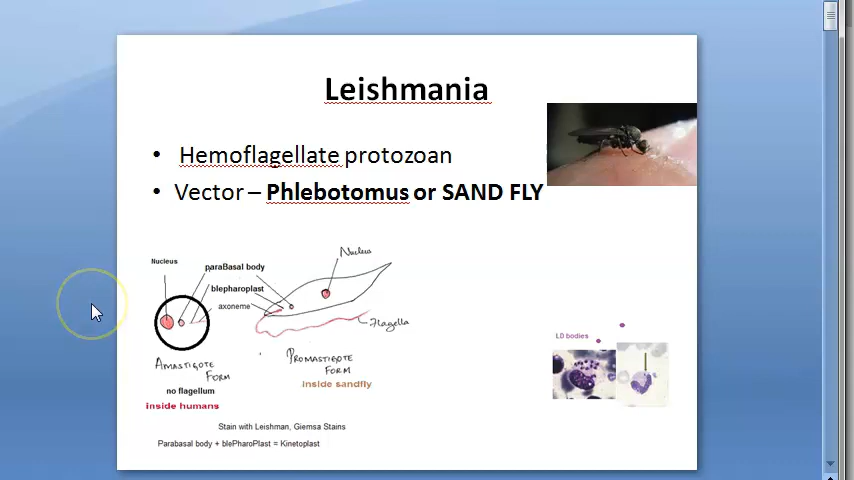 Leishmania
• Hemoflagellate protozoan
• Vector – Phlebotomus or SAND FLY
Nucleus
paraBasal body
blepharoplast
axoneme
Nucleus
Flagella
AMASTIGOTE
FORM
no flagellum
inside humans
PROMASTIGOTE
FORM
inside sandfly
LD bodies
Stain with Leishman, Giemsa Stains
Parabasal body + blePharoPlast = Kinetoplast